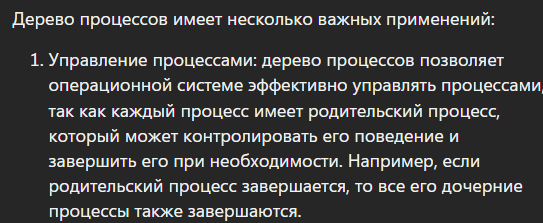 Дерево процессов имеет несколько важных применений:
1. Управление процессами: дерево процессов позволяет
операционной системе эффективно управлять процессами,
так как каждый процесс имеет родительский процесс,
который может контролировать его поведение и
завершить его при необходимости. Например, если
родительский процесс завершается, то все его дочерние
процессы также завершаются.